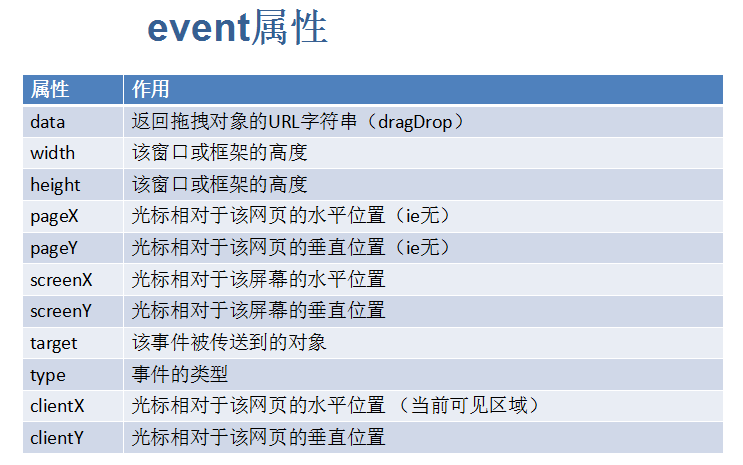 event属性
属性 作用
data 返回拖拽对象的URL字符串（dragDrop）
width 该窗口或框架的高度
height 该窗口或框架的高度
pageX 光标相对于该网页的水平位置（ie无）
pageY 光标相对于该网页的垂直位置（ie无）
screenX 光标相对于该屏幕的水平位置
screenY 光标相对于该屏幕的垂直位置
target 该事件被传送到的对象
type 事件的类型
clientX 光标相对于该网页的水平位置 （当前可见区域）
clientY 光标相对于该网页的垂直位置